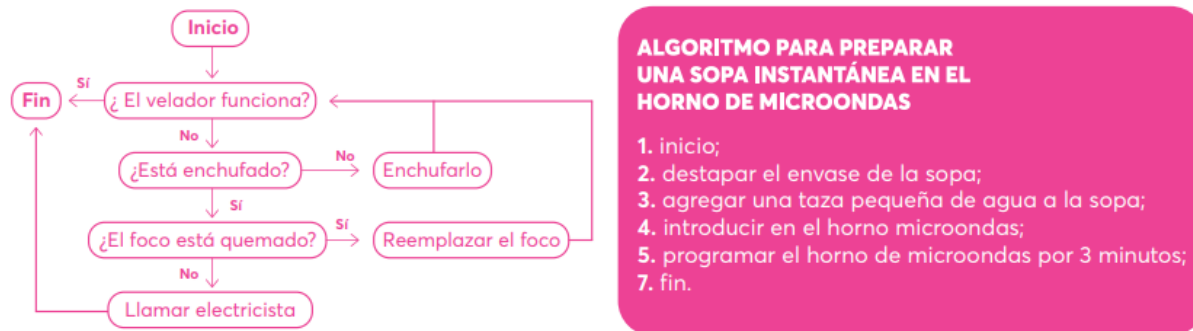 Inicio
Sí
Fin
¿ El velador funciona?
No
¿Está enchufado?
No
Enchufarlo
Sí
¿El foco está quemado?
Sí
Reemplazar el foco
No
Llamar electricista
ALGORITMO PARA PREPARAR
UNA SOPA INSTANTÁNEA EN EL
HORNO DE MICROONDAS
1. inicio;
2. destapar el envase de la sopa;
3. agregar una taza pequeña de agua a la sopa;
4. introducir en el horno microondas;
5. programar el horno de microondas por 3 minutos;
7. fin.